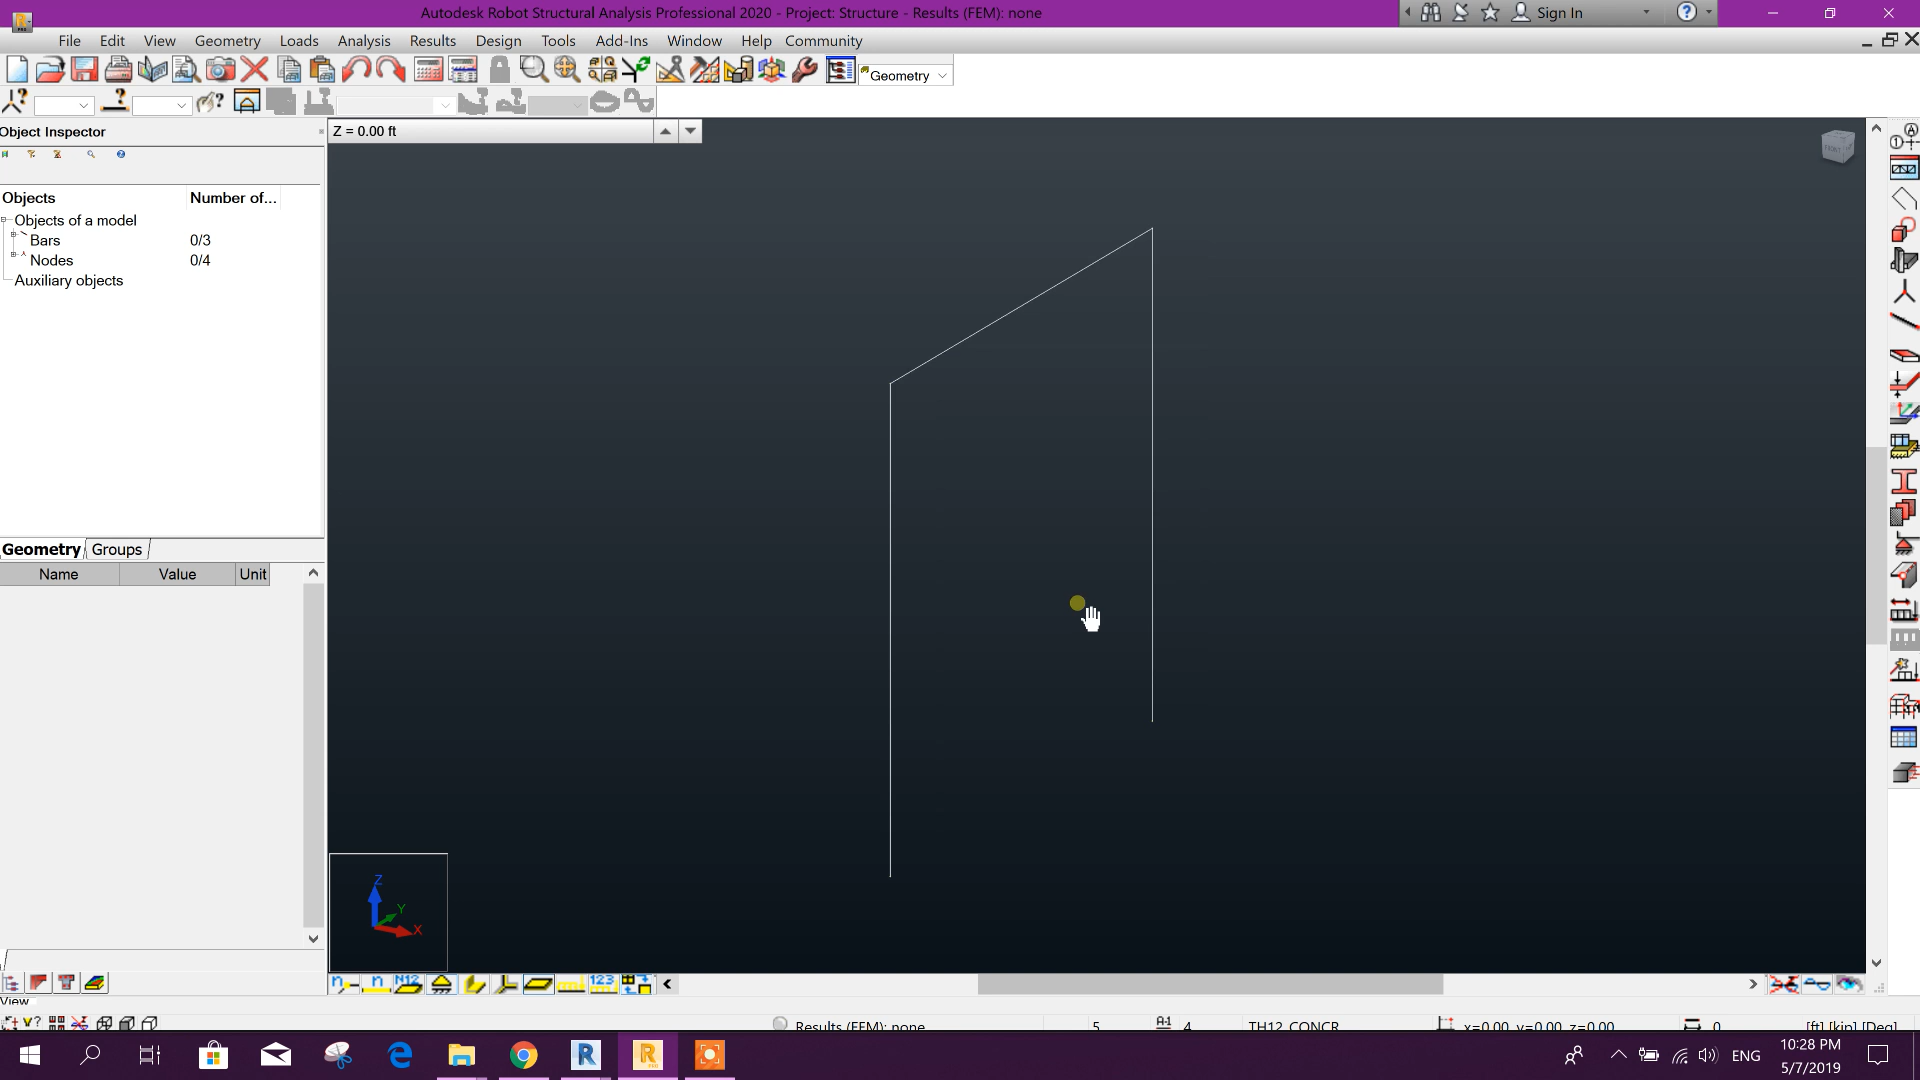 Autodesk Robot Structural Analysis Professional 2020 - Project: Structure - Results (FEM): none
Sign In
File Edit View Geometry Loads Analysis Results Design Tools Add-Ins Window Help Community
Geometry
Object Inspector
Z = 0.00 ft
Objects Number of...
Objects of a model
Bars 0/3
Nodes 0/4
Auxiliary objects
Geometry Groups
Name Value Unit
Z
Y
X
N12
123
View
Results (FEM): none 5 4 TH12_CONCR x=0.00, y=0.00, z=0.00 0 [ft] [kip] [Deg]
ENG
10:28 PM
5/7/2019